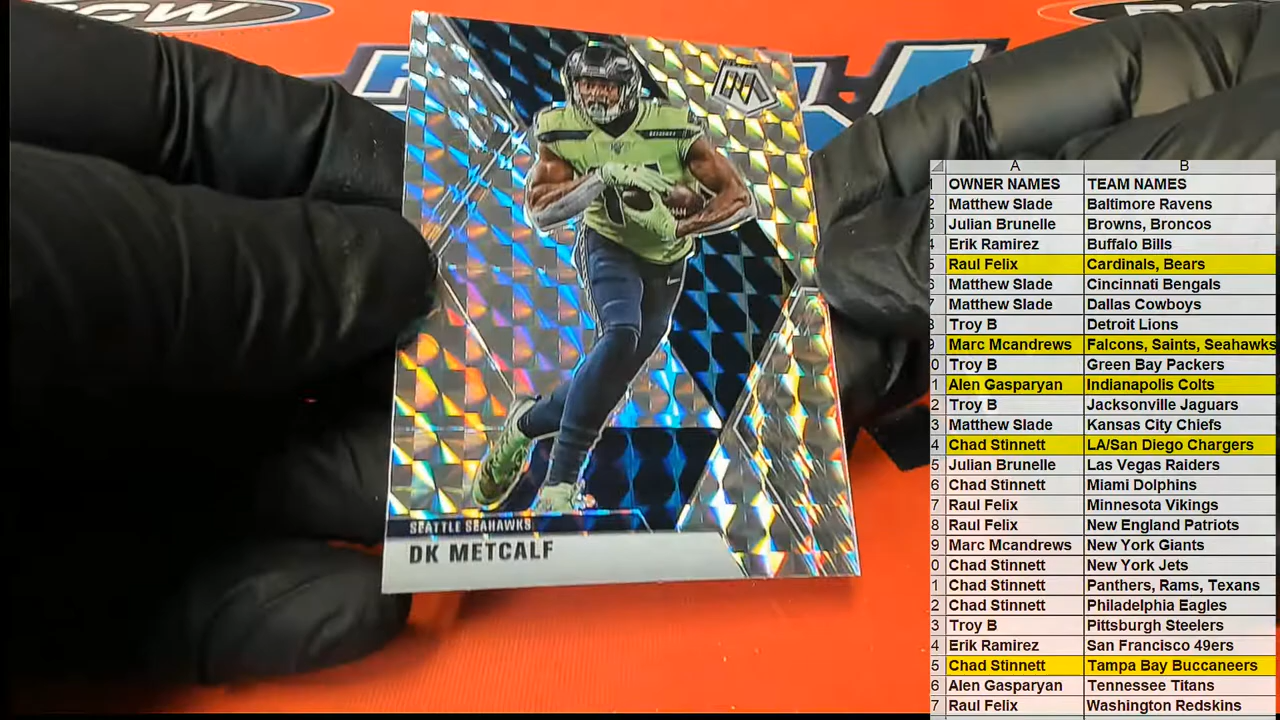 SEATTLE SEAHAWKS
DK METCALF
A B
1 OWNER NAMES TEAM NAMES
2 Matthew Slade Baltimore Ravens
3 Julian Brunelle Browns, Broncos
4 Erik Ramirez Buffalo Bills
5 Raul Felix Cardinals, Bears
6 Matthew Slade Cincinnati Bengals
7 Matthew Slade Dallas Cowboys
8 Troy B Detroit Lions
9 Marc Mcandrews Falcons, Saints, Seahawks
0 Troy B Green Bay Packers
1 Alen Gasparyan Indianapolis Colts
2 Troy B Jacksonville Jaguars
3 Matthew Slade Kansas City Chiefs
4 Chad Stinnett LA/San Diego Chargers
5 Julian Brunelle Las Vegas Raiders
6 Chad Stinnett Miami Dolphins
7 Raul Felix Minnesota Vikings
8 Raul Felix New England Patriots
9 Marc Mcandrews New York Giants
0 Chad Stinnett New York Jets
1 Chad Stinnett Panthers, Rams, Texans
2 Chad Stinnett Philadelphia Eagles
3 Troy B Pittsburgh Steelers
4 Erik Ramirez San Francisco 49ers
5 Chad Stinnett Tampa Bay Buccaneers
6 Alen Gasparyan Tennessee Titans
7 Raul Felix Washington Redskins